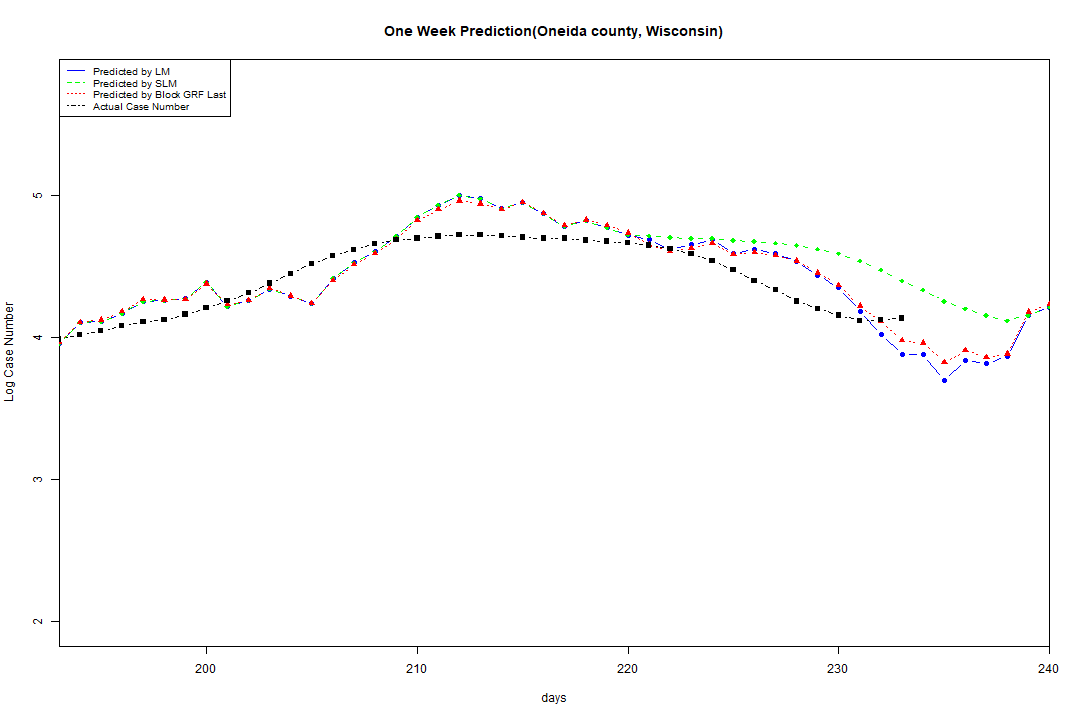 One Week Prediction(Oneida county, Wisconsin)
Predicted by LM
Predicted by SLM
Predicted by Block GRF Last
Actual Case Number
Log Case Number
5
4
3
2
200 210 220 230 240
days